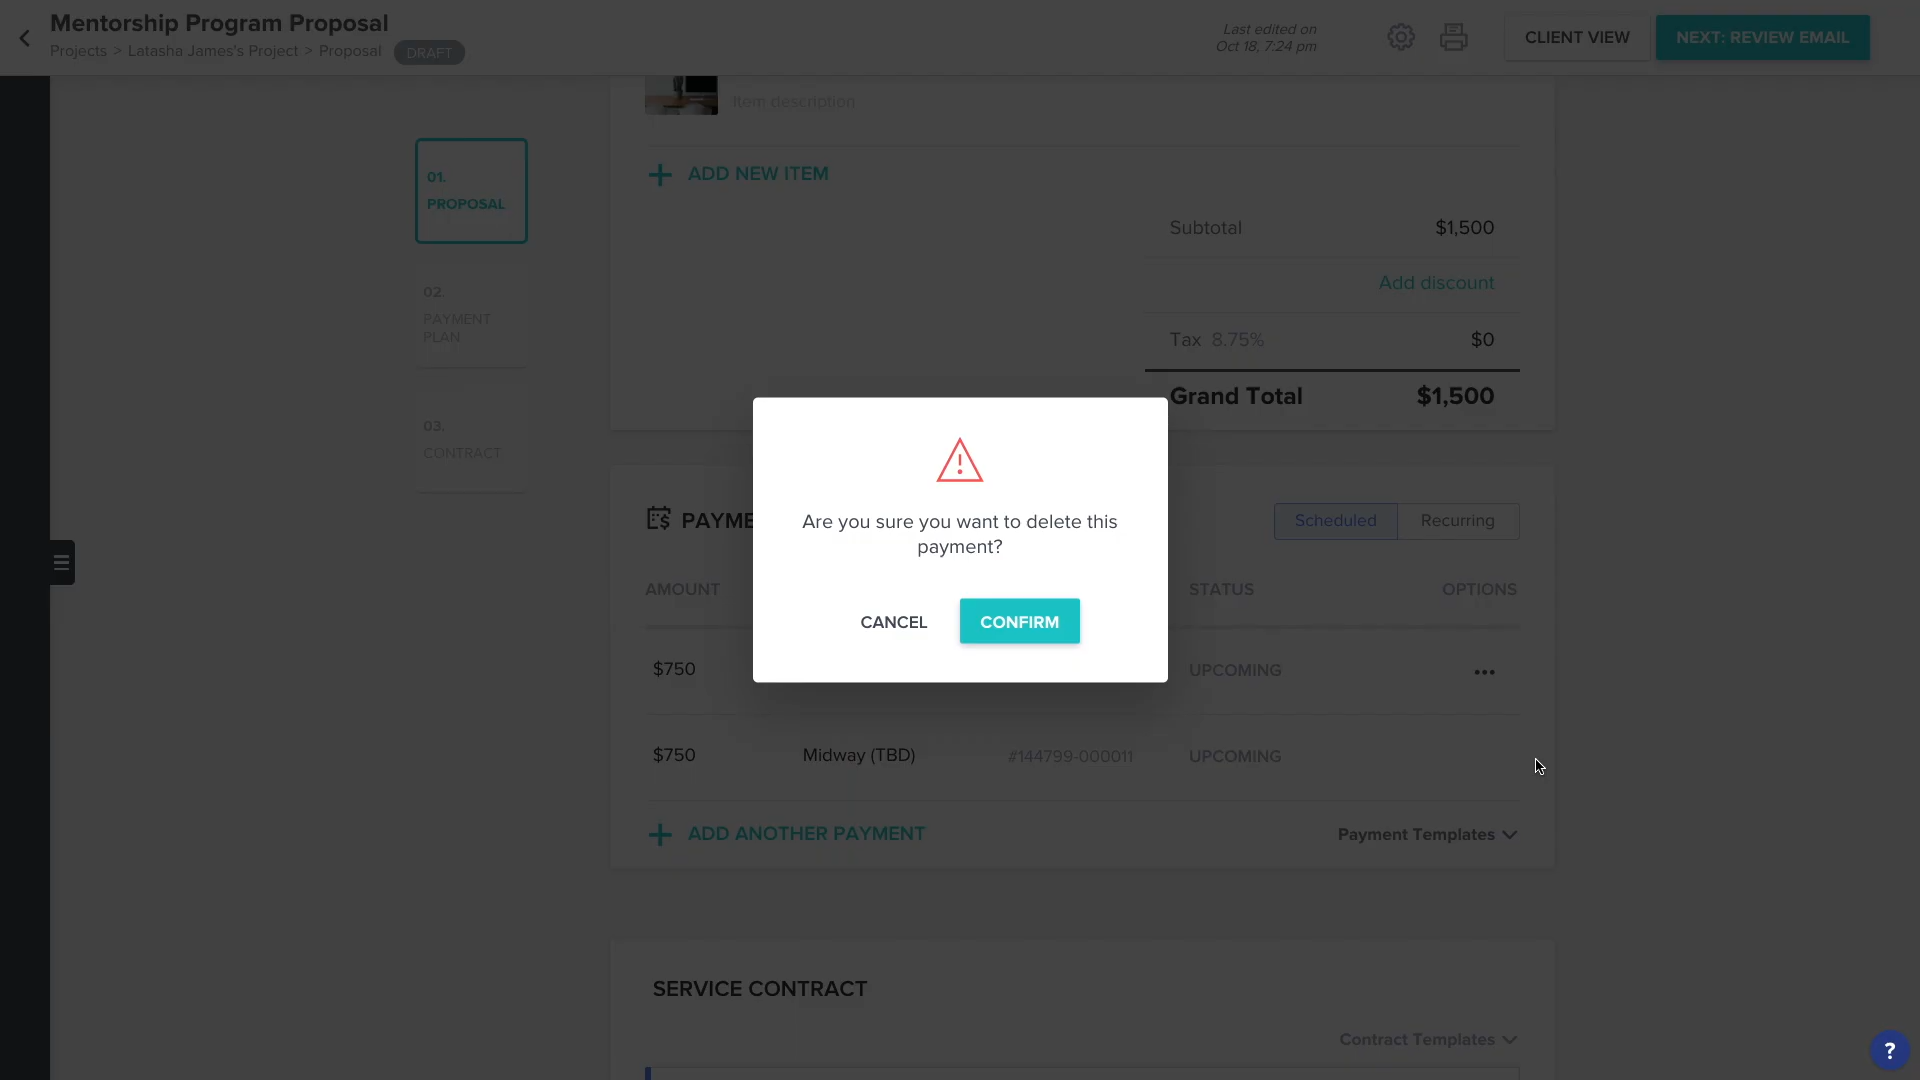 Mentorship Program Proposal
Projects > Latasha James's Project > Proposal DRAFT
Last edited on
Oct 18, 7:24 pm
CLIENT VIEW
NEXT: REVIEW EMAIL
Item description
01.
PROPOSAL
ADD NEW ITEM
Subtotal $1,500
Add discount
02.
PAYMENT
PLAN
Tax 8.75% $0
Grand Total $1,500
03.
CONTRACT
Are you sure you want to delete this
payment?
CANCEL CONFIRM
PAYME
Scheduled Recurring
AMOUNT STATUS OPTIONS
$750 UPCOMING
$750 Midway (TBD) #144799-000011 UPCOMING
ADD ANOTHER PAYMENT Payment Templates
SERVICE CONTRACT
Contract Templates
?